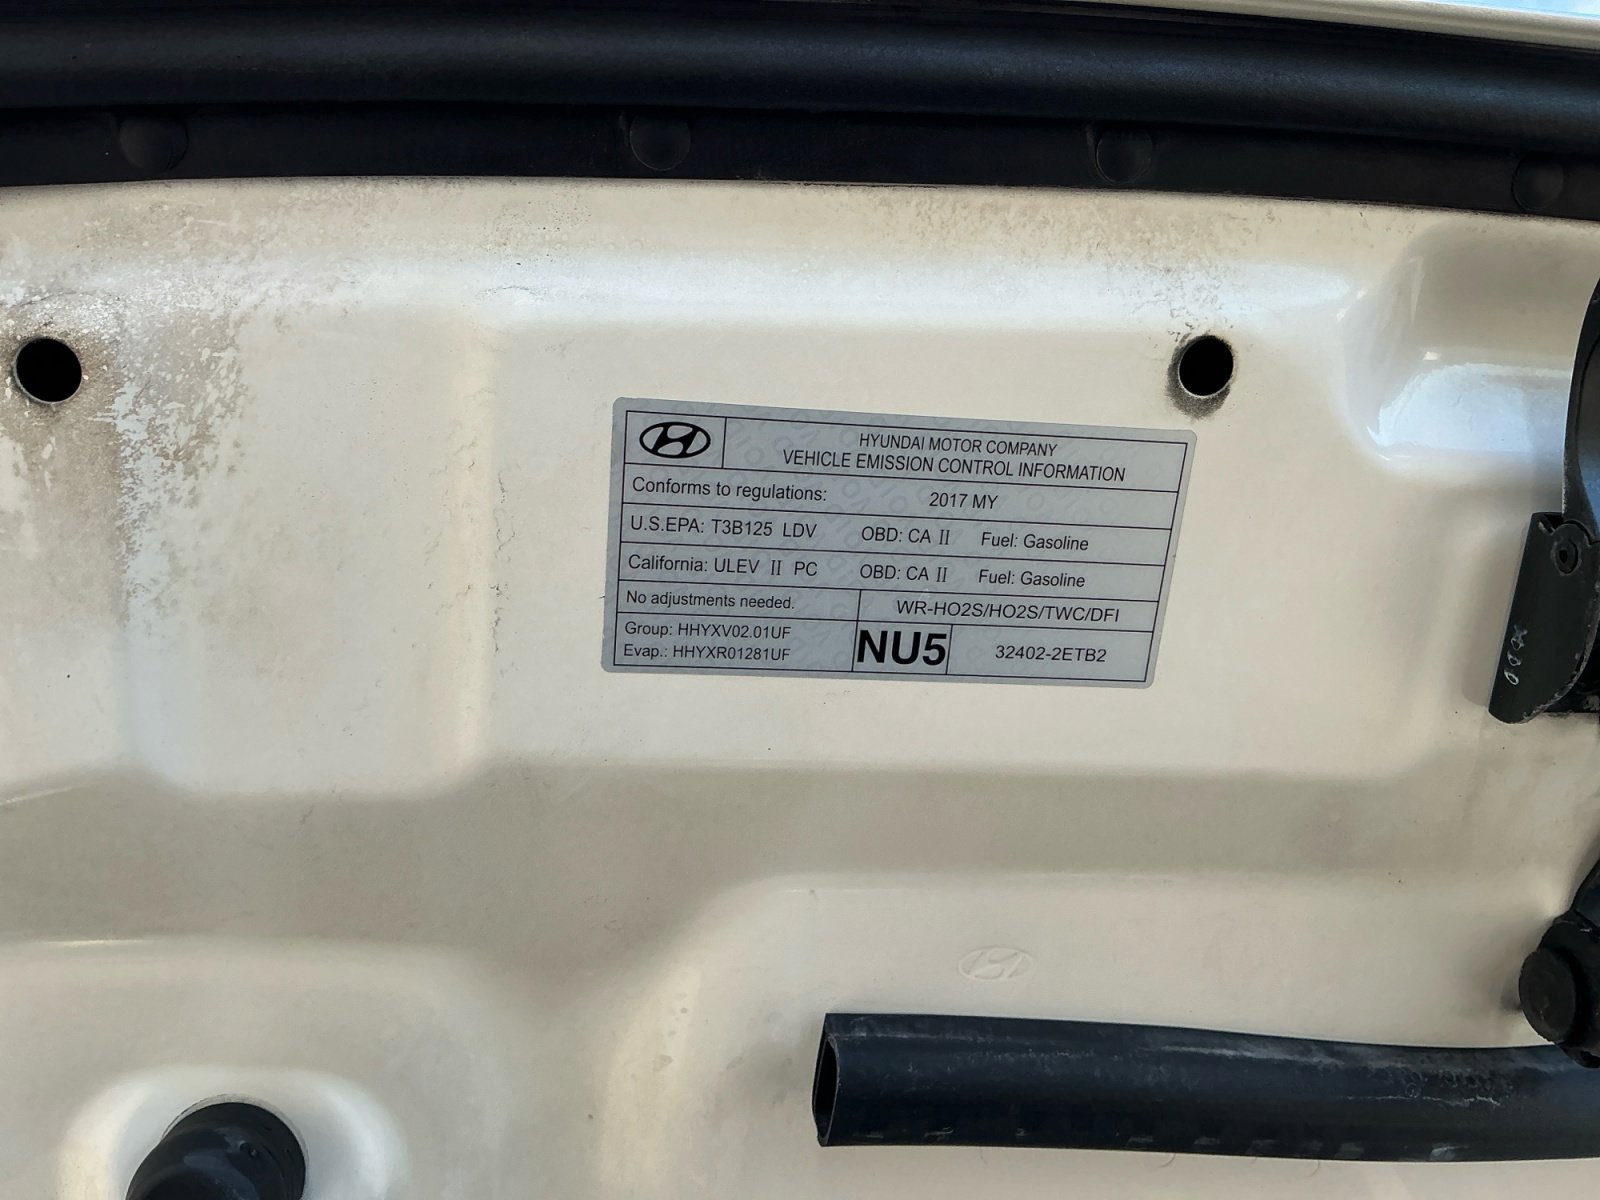 HYUNDAI MOTOR COMPANY
VEHICLE EMISSION CONTROL INFORMATION
Conforms to regulations: 2017 MY
U.S.EPA: T3B125 LDV OBD: CA II Fuel: Gasoline
California: ULEV II PC OBD: CA II Fuel: Gasoline
No adjustments needed. WR-HO2S/HO2S/TWC/DFI
Group: HHYXV02.01UF
Evap.: HHYXR01281UF
NU5 32402-2ETB2